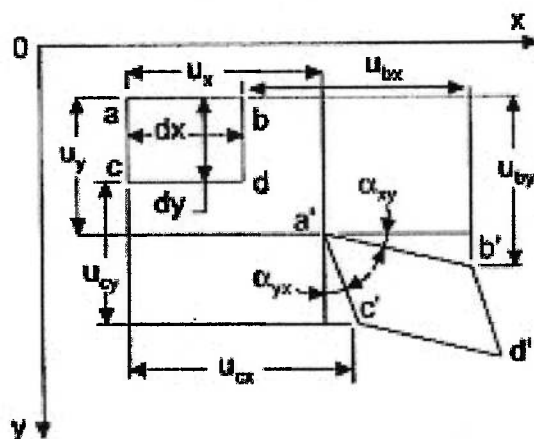 0 x
u_x u_bx
a b
dx
u_y c d u_by
dy α_xy
a' b'
u_cy α_yx
c'
u_cx d'
y